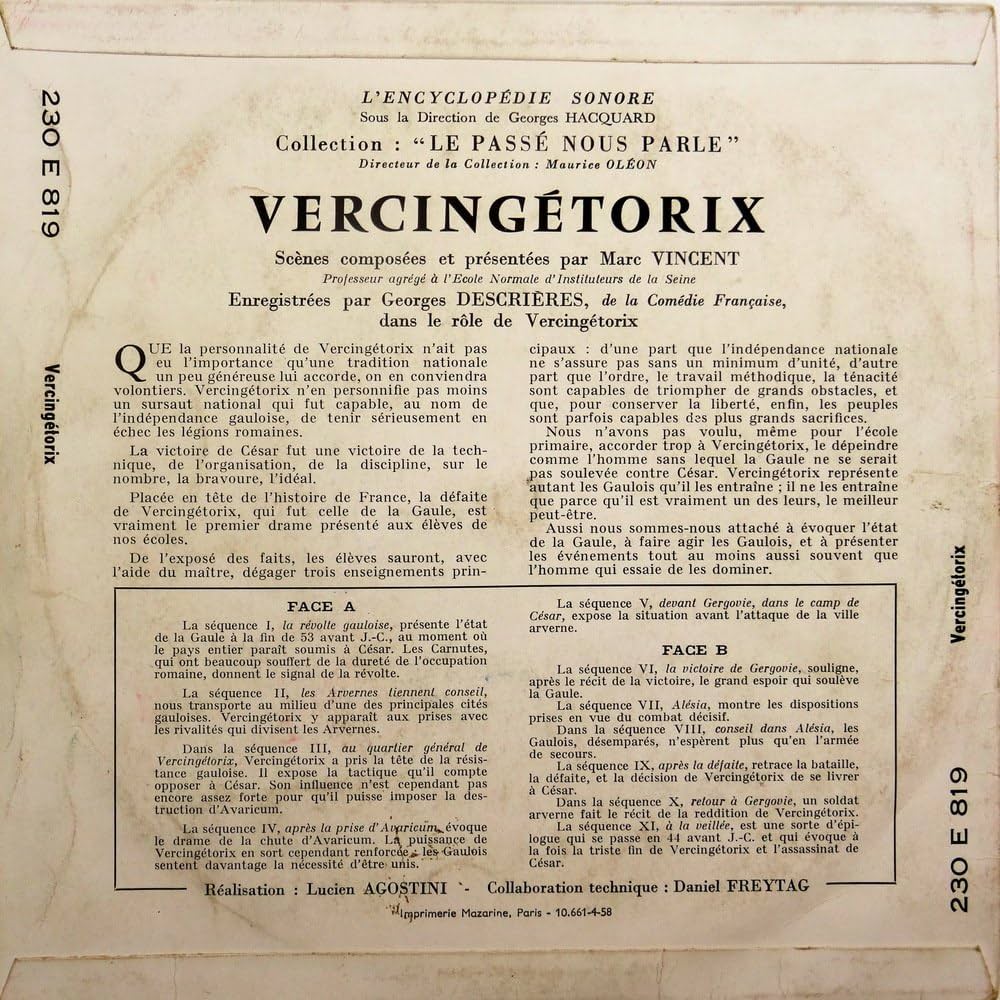 L'ENCYCLOPÉDIE SONORE
Sous la Direction de Georges HACQUARD
Collection : “LE PASSÉ NOUS PARLE”
Directeur de la Collection : Maurice OLÉON
VERCINGÉTORIX
Scènes composées et présentées par Marc VINCENT
Professeur agrégé à l'Ecole Normale d'Instituteurs de la Seine
Enregistrées par Georges DESCRIÈRES, de la Comédie Française,
dans le rôle de Vercingétorix
QUE la personnalité de Vercingétorix n'ait pas
eu l'importance qu'une tradition nationale
un peu généreuse lui accorde, on en conviendra
volontiers. Vercingétorix n'en personnifie pas moins
un sursaut national qui fut capable, au nom de
l'indépendance gauloise, de tenir sérieusement en
échec les légions romaines.
La victoire de César fut une victoire de la tech-
nique, de l'organisation, de la discipline, sur le
nombre, la bravoure, l'idéal.
Placée en tête de l'histoire de France, la défaite
de Vercingétorix, qui fut celle de la Gaule, est
vraiment le premier drame présenté aux élèves de
nos écoles.
De l'exposé des faits, les élèves sauront, avec
l'aide du maître, dégager trois enseignements prin-
cipaux : d'une part que l'indépendance nationale
ne s'assure pas sans un minimum d'unité, d'autre
part que l'ordre, le travail méthodique, la ténacité
sont capables de triompher de grands obstacles, et
que, pour conserver la liberté, enfin, les peuples
sont parfois capables des plus grands sacrifices.
Nous n'avons pas voulu, même pour l'école
primaire, accorder trop à Vercingétorix, le dépeindre
comme l'homme sans lequel la Gaule ne se serait
pas soulevée contre César. Vercingétorix représente
autant les Gaulois qu'il les entraîne ; il ne les entraîne
que parce qu'il est vraiment un des leurs, le meilleur
peut-être.
Aussi nous sommes-nous attaché à évoquer l'état
de la Gaule, à faire agir les Gaulois, et à présenter
les événements tout au moins aussi souvent que
l'homme qui essaie de les dominer.
FACE A
La séquence I, la révolte gauloise, présente l'état
de la Gaule à la fin de 53 avant J.-C., au moment où
le pays entier paraît soumis à César. Les Carnutes,
qui ont beaucoup souffert de la dureté de l'occupation
romaine, donnent le signal de la révolte.
La séquence II, les Arvernes tiennent conseil,
nous transporte au milieu d'une des principales cités
gauloises. Vercingétorix y apparaît aux prises avec
les rivalités qui divisent les Arvernes.
Dans la séquence III, au quartier général de
Vercingétorix, Vercingétorix a pris la tête de la résis-
tance gauloise. Il expose la tactique qu'il compte
opposer à César. Son influence n'est cependant pas
encore assez forte pour qu'il puisse imposer la des-
truction d'Avaricum.
La séquence IV, après la prise d'Avaricum, évoque
le drame de la chute d'Avaricum. La puissance de
Vercingétorix en sort cependant renforcée, les Gaulois
sentent davantage la nécessité d'être unis.
La séquence V, devant Gergovie, dans le camp de
César, expose la situation avant l'attaque de la ville
arverne.
FACE B
La séquence VI, la victoire de Gergovie, souligne,
après le récit de la victoire, le grand espoir qui soulève
la Gaule.
La séquence VII, Alésia, montre les dispositions
prises en vue du combat décisif.
Dans la séquence VIII, conseil dans Alésia, les
Gaulois, désemparés, n'espèrent plus qu'en l'armée
de secours.
La séquence IX, après la défaite, retrace la bataille,
la défaite, et la décision de Vercingétorix de se livrer
à César.
Dans la séquence X, retour à Gergovie, un soldat
arverne fait le récit de la reddition de Vercingétorix.
La séquence XI, à la veillée, est une sorte d'épi-
logue qui se passe en 44 avant J.-C. et qui évoque à
la fois la triste fin de Vercingétorix et l'assassinat de
César.
Réalisation : Lucien AGOSTINI - Collaboration technique : Daniel FREYTAG
Imprimerie Mazarine, Paris - 10.661-4-58
230 E 819
Vercingétorix
Vercingétorix
230 E 819